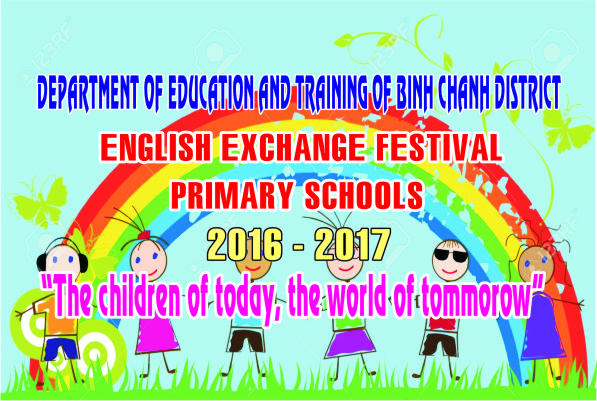 DEPARTMENT OF EDUCATION AND TRAINING OF BINH CHANH DISTRICT
ENGLISH EXCHANGE FESTIVAL
PRIMARY SCHOOLS
2016 - 2017
"The children of today, the world of tommorow"